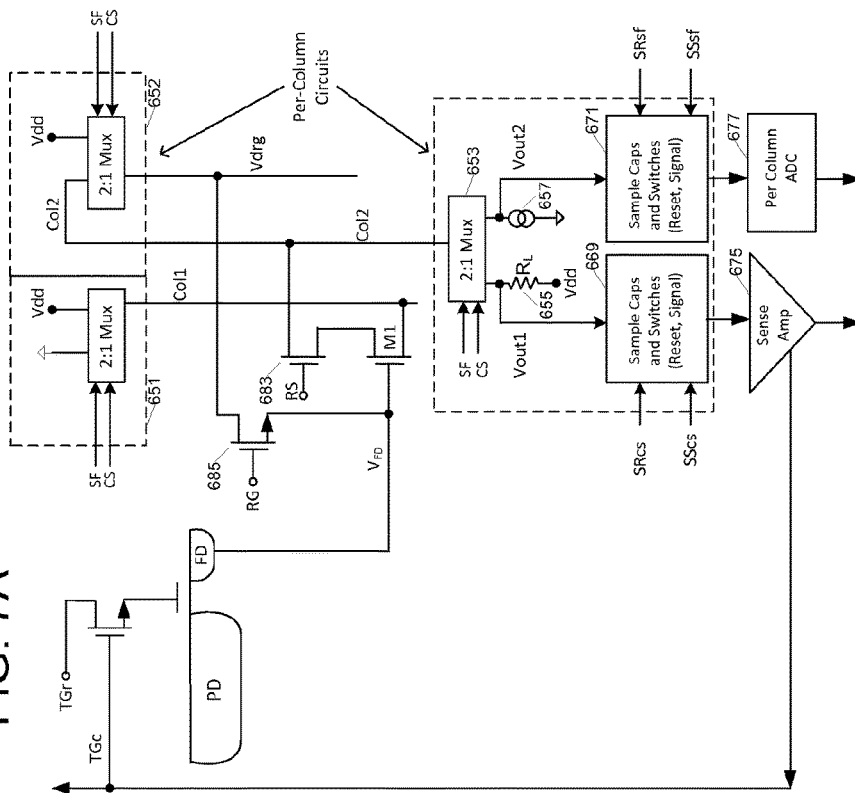 FIG. 7A
TGr
TGc
PD
FD
SF
CS
651
2:1 Mux
Vdd
652
Vdd
2:1 Mux
SF
CS
Col2
Col1
Vdrg
Per-Column
Circuits
685
RG
VFD
683
RS
M1
Col2
SF
CS
2:1 Mux
653
Vout1
RL
655
Vdd
657
Vout2
SRcs
SScs
669
Sample Caps
and Switches
(Reset, Signal)
671
Sample Caps
and Switches
(Reset, Signal)
SRsf
SSsf
675
Sense
Amp
677
Per Column
ADC